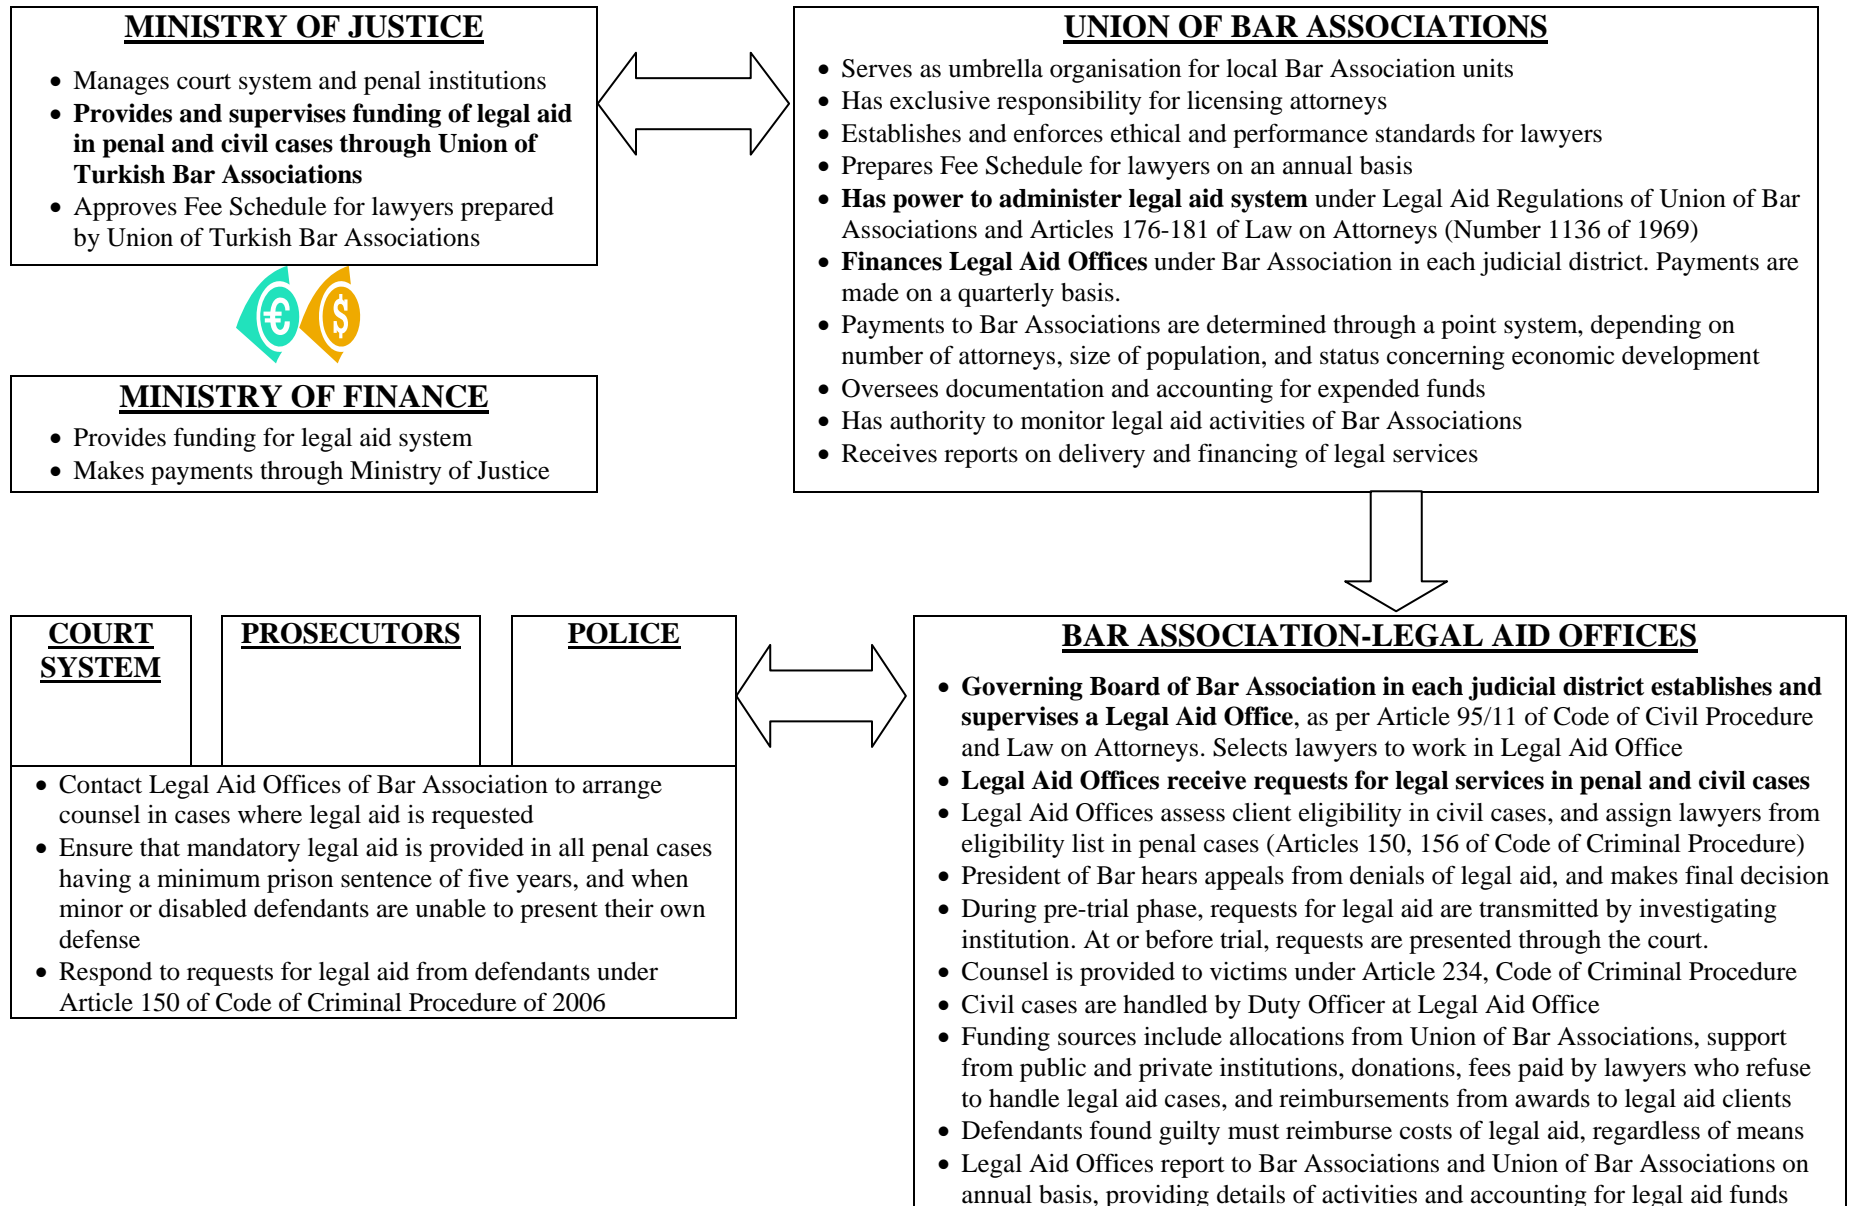 MINISTRY OF JUSTICE
• Manages court system and penal institutions
• Provides and supervises funding of legal aid
in penal and civil cases through Union of
Turkish Bar Associations
• Approves Fee Schedule for lawyers prepared
by Union of Turkish Bar Associations
€ $
MINISTRY OF FINANCE
• Provides funding for legal aid system
• Makes payments through Ministry of Justice
UNION OF BAR ASSOCIATIONS
• Serves as umbrella organisation for local Bar Association units
• Has exclusive responsibility for licensing attorneys
• Establishes and enforces ethical and performance standards for lawyers
• Prepares Fee Schedule for lawyers on an annual basis
• Has power to administer legal aid system under Legal Aid Regulations of Union of Bar
Associations and Articles 176-181 of Law on Attorneys (Number 1136 of 1969)
• Finances Legal Aid Offices under Bar Association in each judicial district. Payments are
made on a quarterly basis.
• Payments to Bar Associations are determined through a point system, depending on
number of attorneys, size of population, and status concerning economic development
• Oversees documentation and accounting for expended funds
• Has authority to monitor legal aid activities of Bar Associations
• Receives reports on delivery and financing of legal services
COURT
SYSTEM
PROSECUTORS
POLICE
• Contact Legal Aid Offices of Bar Association to arrange
counsel in cases where legal aid is requested
• Ensure that mandatory legal aid is provided in all penal cases
having a minimum prison sentence of five years, and when
minor or disabled defendants are unable to present their own
defense
• Respond to requests for legal aid from defendants under
Article 150 of Code of Criminal Procedure of 2006
BAR ASSOCIATION-LEGAL AID OFFICES
• Governing Board of Bar Association in each judicial district establishes and
supervises a Legal Aid Office, as per Article 95/11 of Code of Civil Procedure
and Law on Attorneys. Selects lawyers to work in Legal Aid Office
• Legal Aid Offices receive requests for legal services in penal and civil cases
• Legal Aid Offices assess client eligibility in civil cases, and assign lawyers from
eligibility list in penal cases (Articles 150, 156 of Code of Criminal Procedure)
• President of Bar hears appeals from denials of legal aid, and makes final decision
• During pre-trial phase, requests for legal aid are transmitted by investigating
institution. At or before trial, requests are presented through the court.
• Counsel is provided to victims under Article 234, Code of Criminal Procedure
• Civil cases are handled by Duty Officer at Legal Aid Office
• Funding sources include allocations from Union of Bar Associations, support
from public and private institutions, donations, fees paid by lawyers who refuse
to handle legal aid cases, and reimbursements from awards to legal aid clients
• Defendants found guilty must reimburse costs of legal aid, regardless of means
• Legal Aid Offices report to Bar Associations and Union of Bar Associations on
annual basis, providing details of activities and accounting for legal aid funds